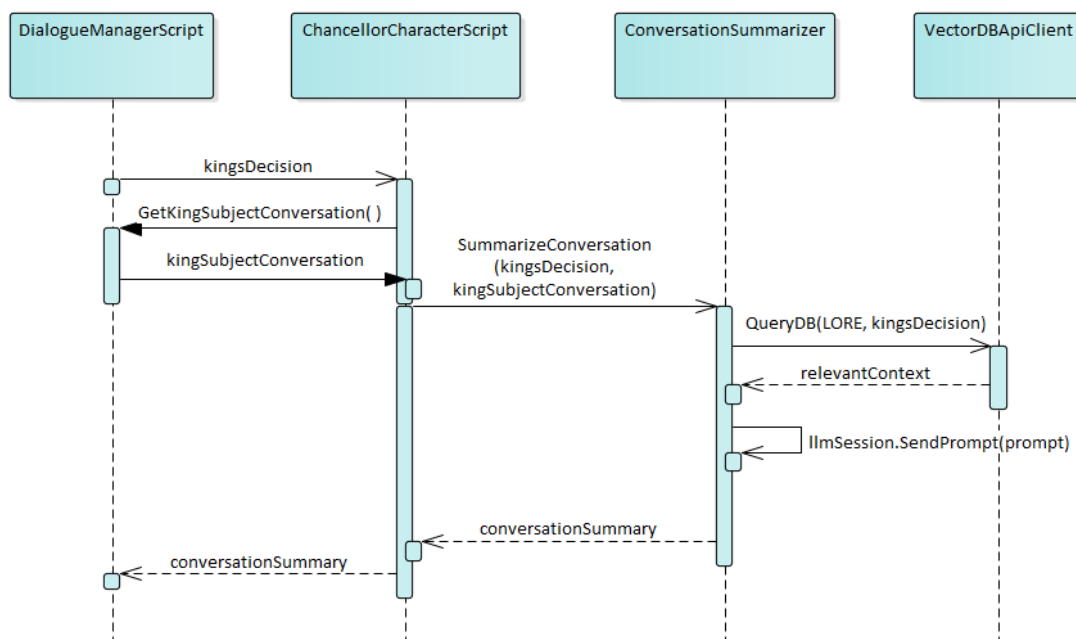 DialogueManagerScript
ChancellorCharacterScript
ConversationSummarizer
VectorDBApiClient
kingsDecision
GetKingSubjectConversation( )
kingSubjectConversation
SummarizeConversation
(kingsDecision,
kingSubjectConversation)
QueryDB(LORE, kingsDecision)
relevantContext
llmSession.SendPrompt(prompt)
conversationSummary
conversationSummary